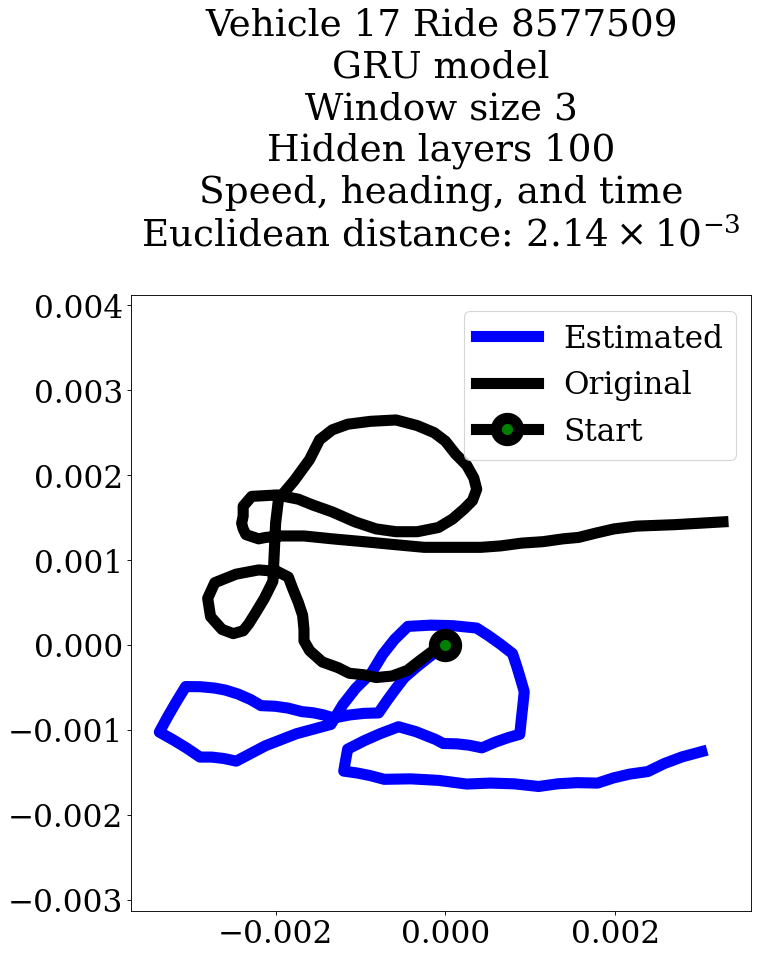 Vehicle 17 Ride 8577509
GRU model
Window size 3
Hidden layers 100
Speed, heading, and time
Euclidean distance: 2.14 × 10⁻³
Estimated
Original
Start
0.004
0.003
0.002
0.001
0.000
−0.001
−0.002
−0.003
−0.002 0.000 0.002